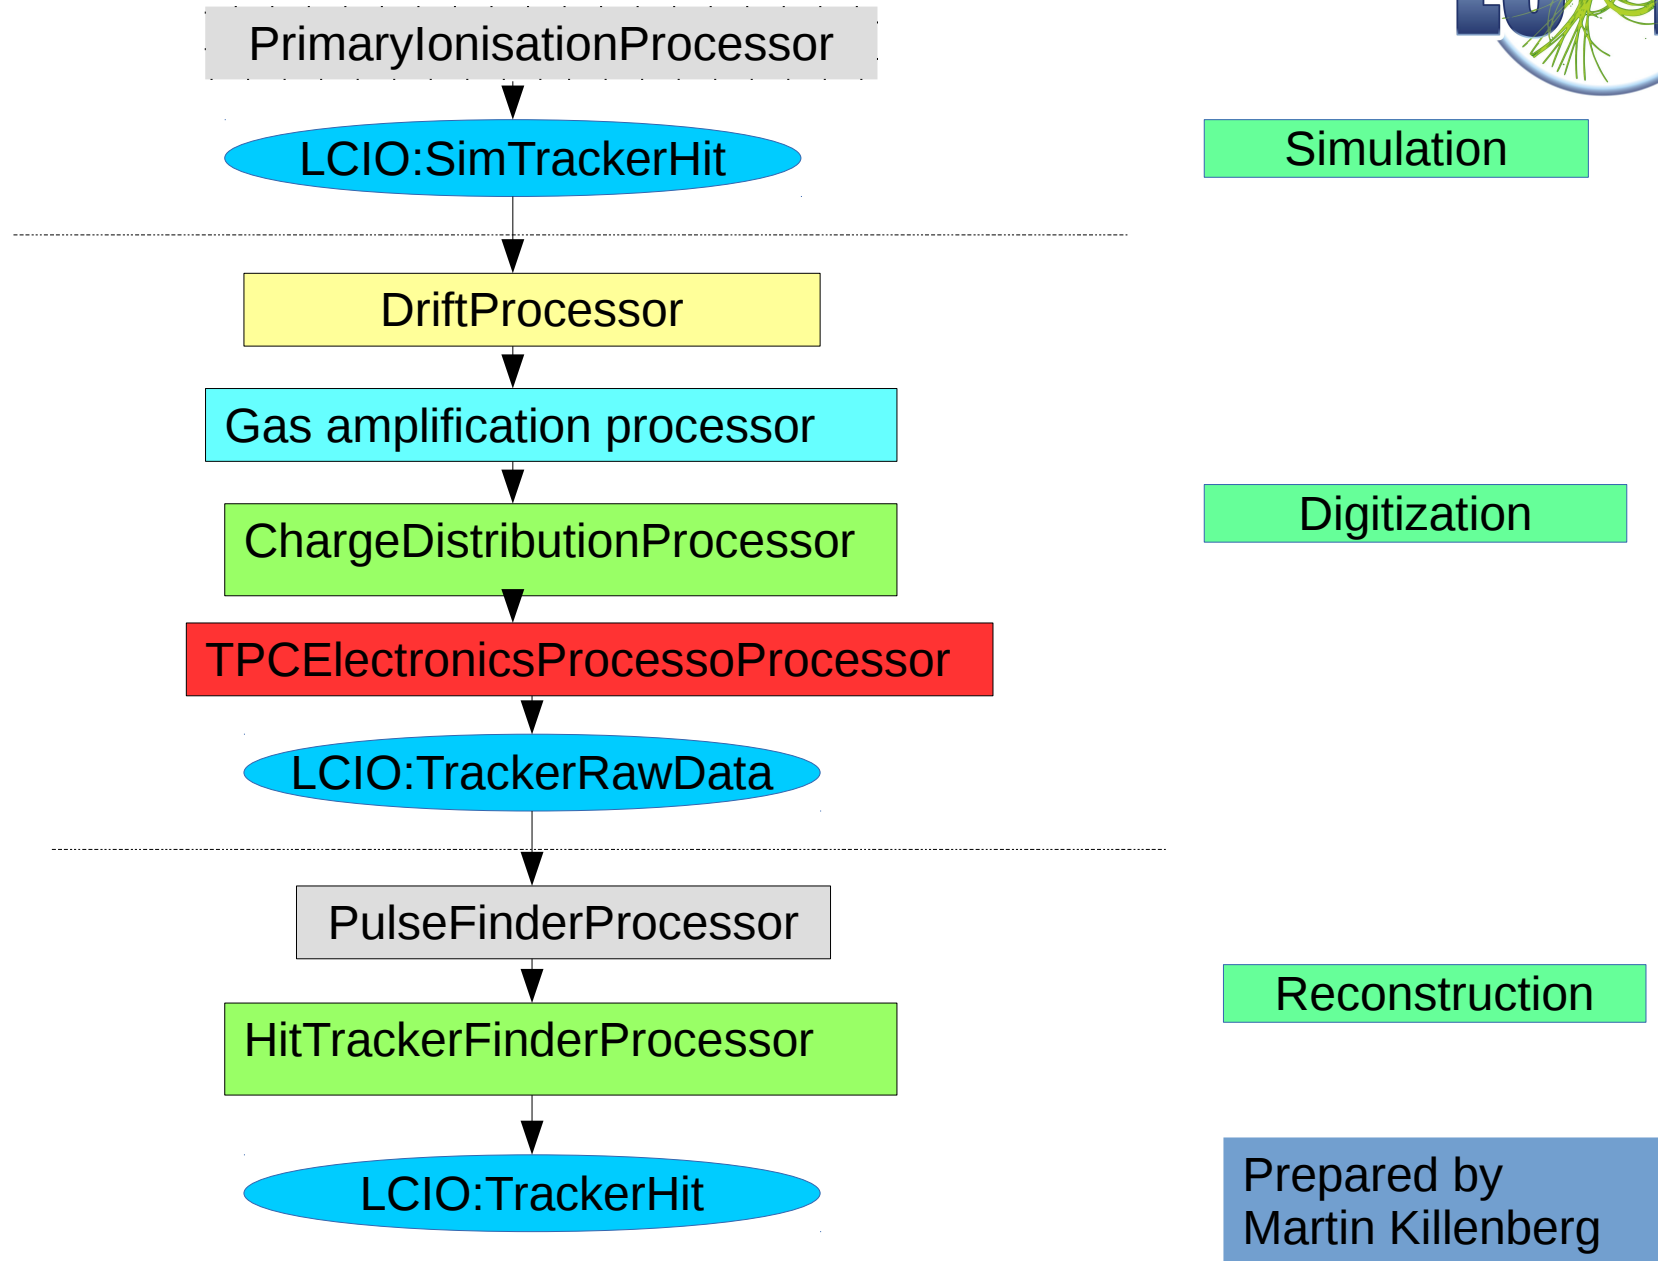 PrimaryIonisationProcessor
LCIO:SimTrackerHit
Simulation
DriftProcessor
Gas amplification processor
ChargeDistributionProcessor
Digitization
TPCElectronicsProcessoProcessor
LCIO:TrackerRawData
PulseFinderProcessor
Reconstruction
HitTrackerFinderProcessor
LCIO:TrackerHit
Prepared by
Martin Killenberg